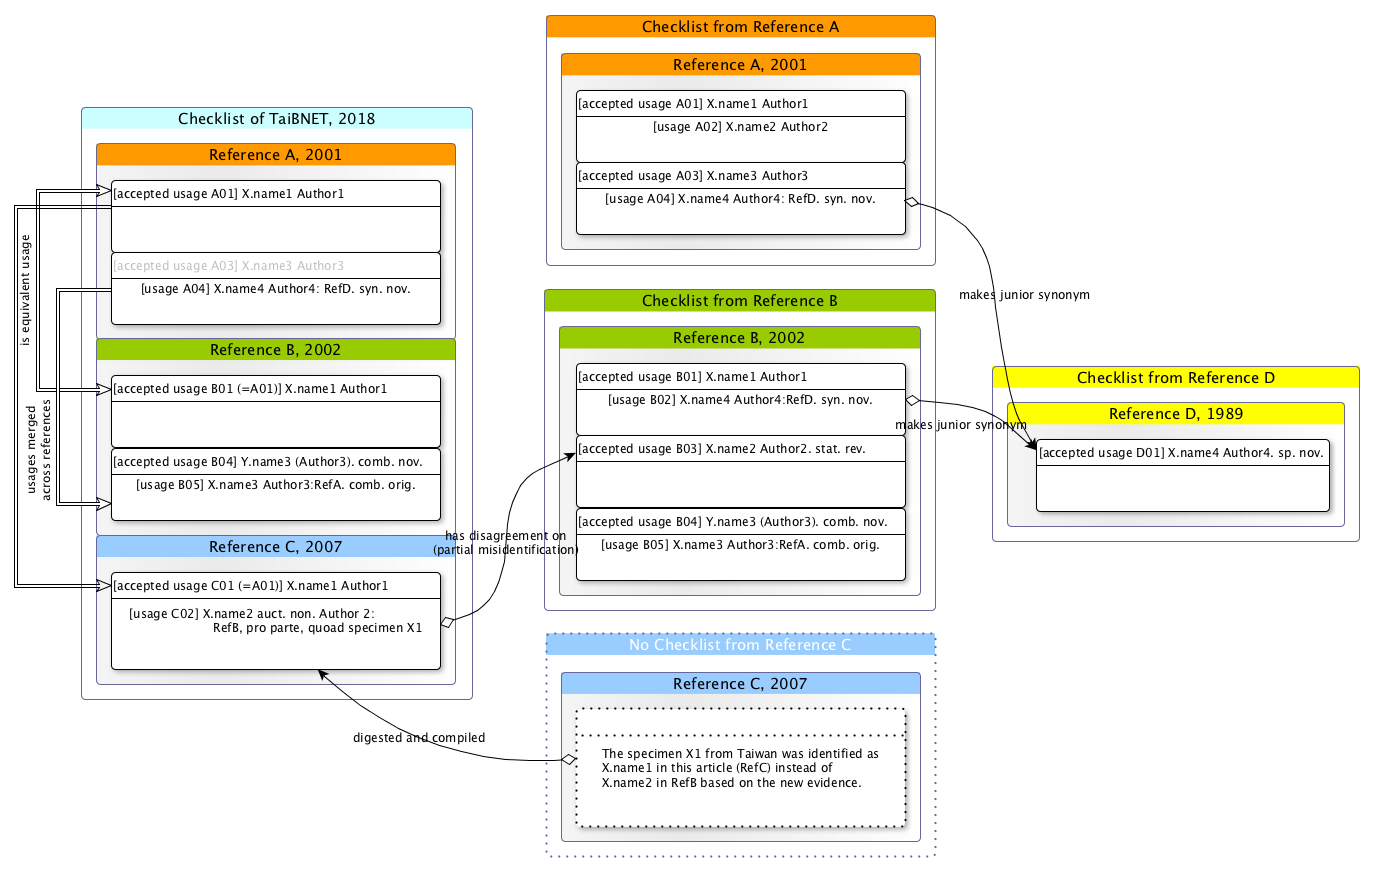 Checklist from Reference A
Reference A, 2001
[accepted usage A01] X.name1 Author1
[usage A02] X.name2 Author2
[accepted usage A03] X.name3 Author3
[usage A04] X.name4 Author4: RefD. syn. nov.
Checklist of TaiBNET, 2018
Reference A, 2001
[accepted usage A01] X.name1 Author1
[accepted usage A03] X.name3 Author3
[usage A04] X.name4 Author4: RefD. syn. nov.
Reference B, 2002
[accepted usage B01 (=A01)] X.name1 Author1
[accepted usage B04] Y.name3 (Author3). comb. nov.
[usage B05] X.name3 Author3:RefA. comb. orig.
Reference C, 2007
[accepted usage C01 (=A01)] X.name1 Author1
[usage C02] X.name2 auct. non. Author 2:
RefB, pro parte, quoad specimen X1
is equivalent usage
usages merged
across references
Checklist from Reference B
Reference B, 2002
[accepted usage B01] X.name1 Author1
[usage B02] X.name4 Author4:RefD. syn. nov.
[accepted usage B03] X.name2 Author2. stat. rev.
[accepted usage B04] Y.name3 (Author3). comb. nov.
[usage B05] X.name3 Author3:RefA. comb. orig.
has disagreement on
(partial misidentification)
makes junior synonym
makes junior synonym
Checklist from Reference D
Reference D, 1989
[accepted usage D01] X.name4 Author4. sp. nov.
No Checklist from Reference C
Reference C, 2007
The specimen X1 from Taiwan was identified as
X.name1 in this article (RefC) instead of
X.name2 in RefB based on the new evidence.
digested and compiled